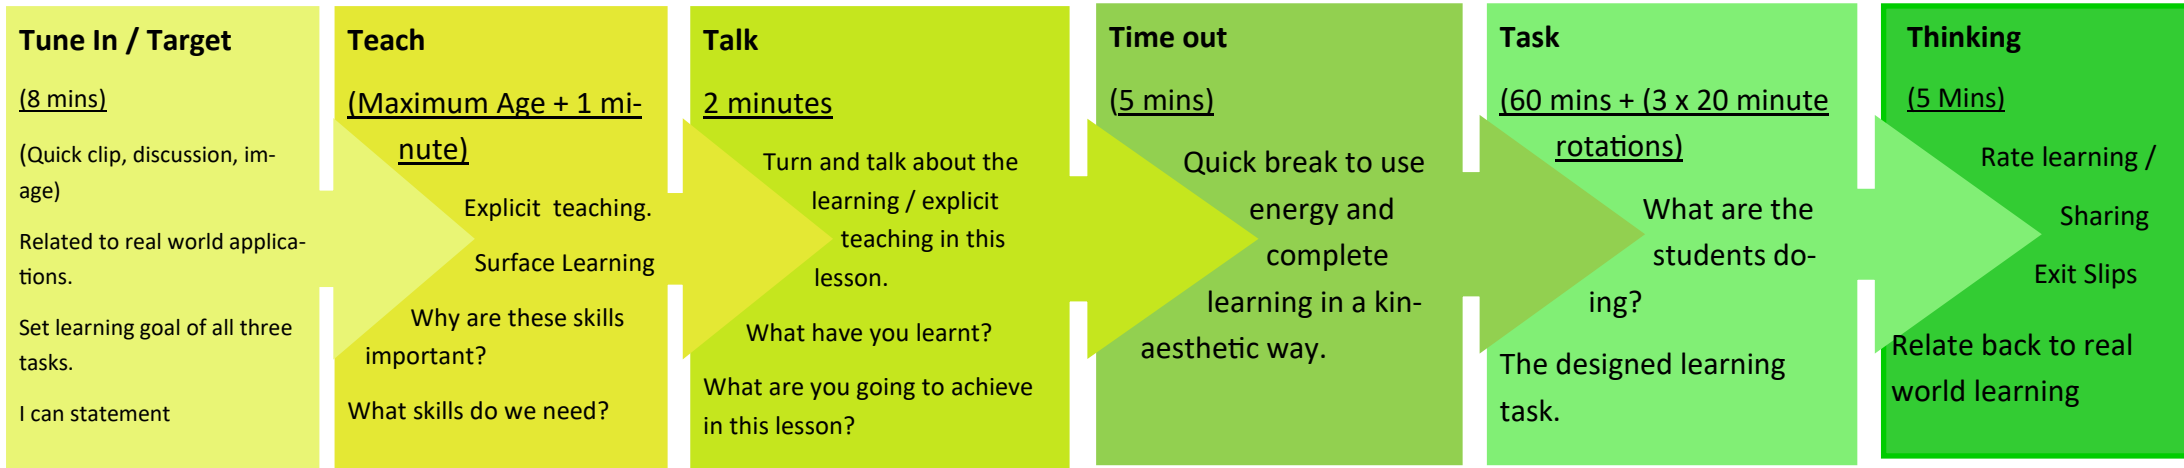 Tune In / Target
(8 mins)
(Quick clip, discussion, im-
age)
Related to real world applica-
tions.
Set learning goal of all three
tasks.
I can statement
Teach
(Maximum Age + 1 mi-
nute)
Explicit teaching.
Surface Learning
Why are these skills
important?
What skills do we need?
Talk
2 minutes
Turn and talk about the
learning / explicit
teaching in this
lesson.
What have you learnt?
What are you going to achieve
in this lesson?
Time out
(5 mins)
Quick break to use
energy and
complete
learning in a kin-
aesthetic way.
Task
(60 mins + (3 x 20 minute
rotations)
What are the
students do-
ing?
The designed learning
task.
Thinking
(5 Mins)
Rate learning /
Sharing
Exit Slips
Relate back to real
world learning